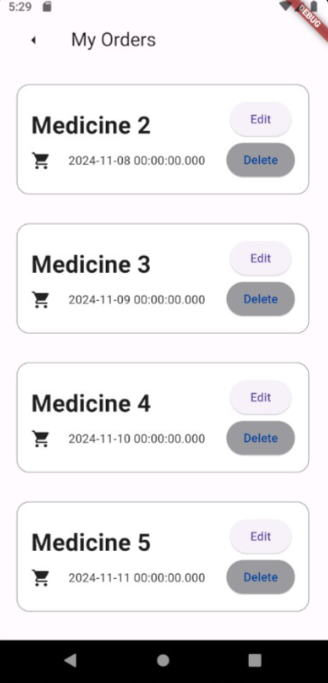 5:29
DEBUG
My Orders
Medicine 2
Edit
2024-11-08 00:00:00.000
Delete
Medicine 3
Edit
2024-11-09 00:00:00.000
Delete
Medicine 4
Edit
2024-11-10 00:00:00.000
Delete
Medicine 5
Edit
2024-11-11 00:00:00.000
Delete